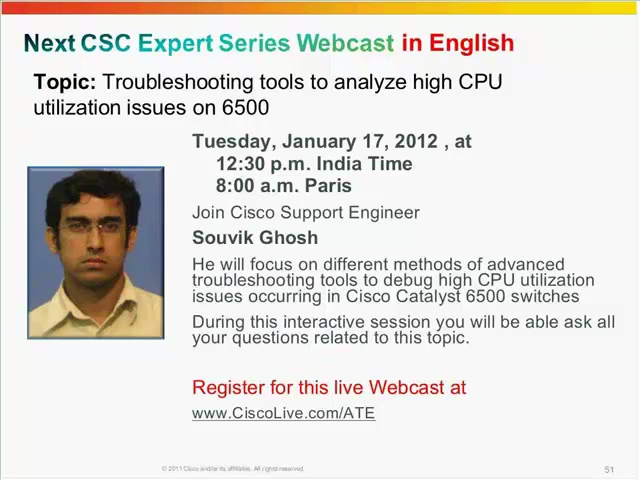 Next CSC Expert Series Webcast in English
Topic: Troubleshooting tools to analyze high CPU
utilization issues on 6500
Tuesday, January 17, 2012 , at
12:30 p.m. India Time
8:00 a.m. Paris
Join Cisco Support Engineer
Souvik Ghosh
He will focus on different methods of advanced
troubleshooting tools to debug high CPU utilization
issues occurring in Cisco Catalyst 6500 switches
During this interactive session you will be able ask all
your questions related to this topic.
Register for this live Webcast at
www.CiscoLive.com/ATE
© 2011 Cisco and/or its affiliates. All rights reserved.
51